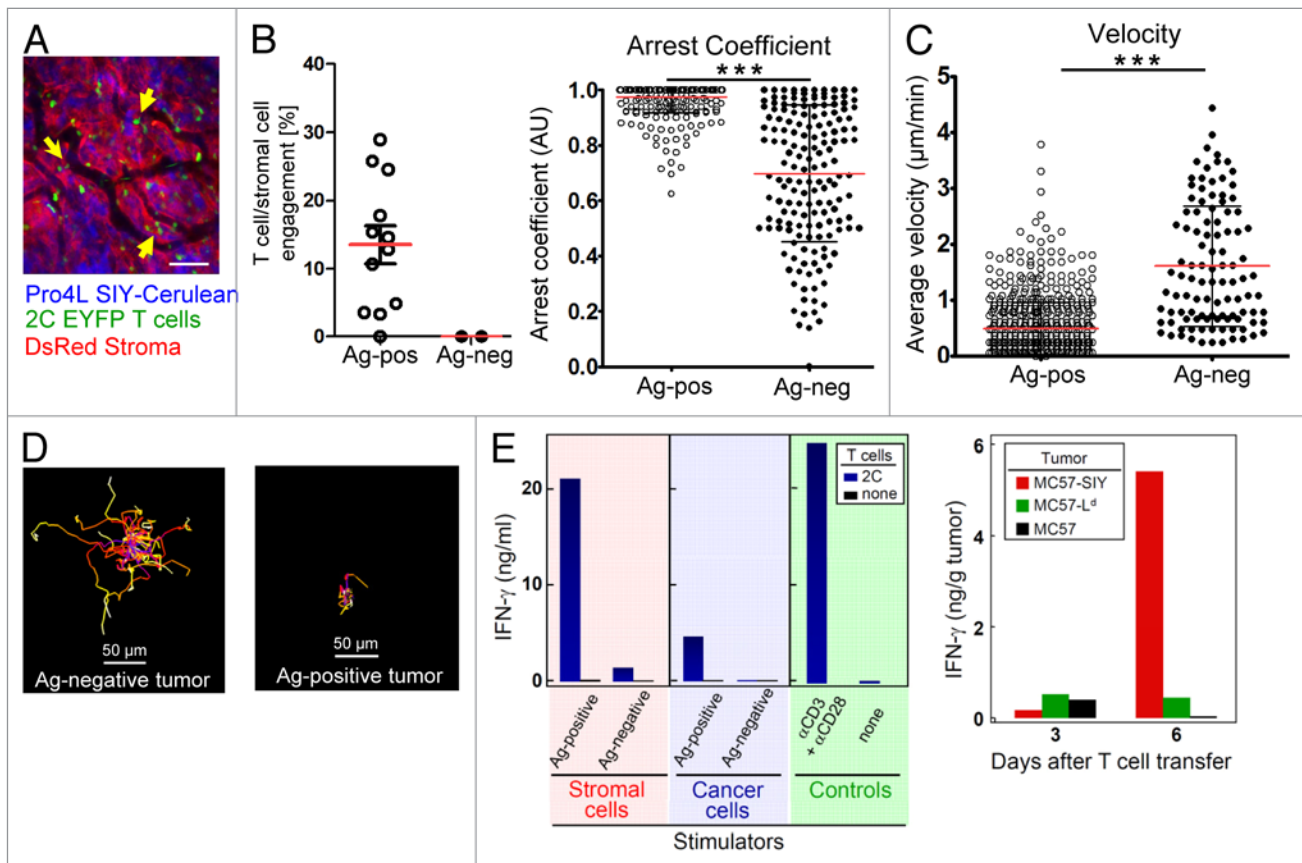 A
Pro4L SIY-Cerulean
2C EYFP T cells
DsRed Stroma
B
T cell/stromal cell
engagement [%]
40
30
20
10
0
Ag-pos
Ag-neg
Arrest Coefficient
***
Arrest coefficient (AU)
1.0
0.8
0.6
0.4
0.2
0.0
Ag-pos
Ag-neg
C
Velocity
***
Average velocity (µm/min)
5
4
3
2
1
0
Ag-pos
Ag-neg
D
50 µm
Ag-negative tumor
50 µm
Ag-positive tumor
E
IFN-γ (ng/ml)
20
10
0
T cells
2C
none
Ag-positive
Ag-negative
Ag-positive
Ag-negative
αCD3
+ αCD28
none
Stromal
cells
Cancer
cells
Controls
Stimulators
IFN-γ (ng/g tumor)
6
4
2
0
Tumor
MC57-SIY
MC57-Lᵈ
MC57
3
6
Days after T cell transfer